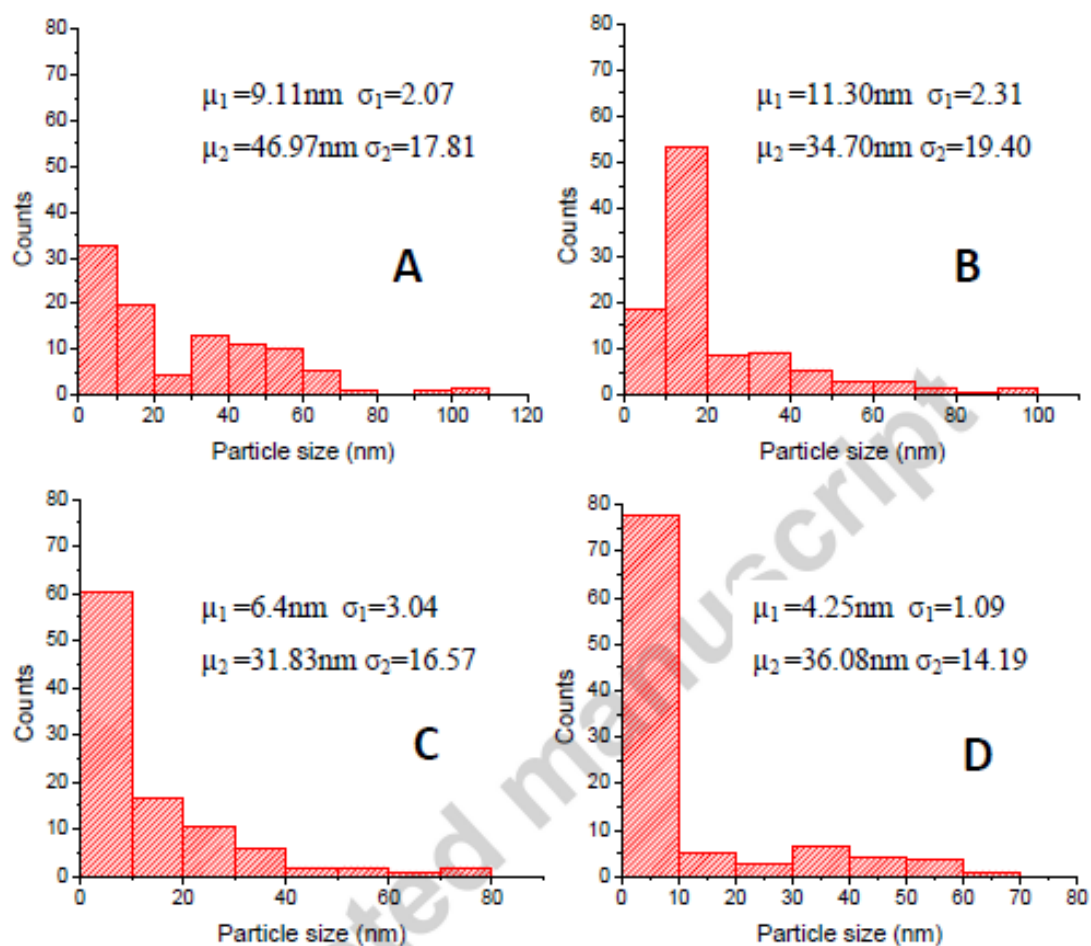 80
70
60
50
40
30
20
10
0
Counts
μ₁=9.11nm σ₁=2.07
μ₂=46.97nm σ₂=17.81
A
0 20 40 60 80 100 120
Particle size (nm)
80
70
60
50
40
30
20
10
0
Counts
μ₁=11.30nm σ₁=2.31
μ₂=34.70nm σ₂=19.40
B
0 20 40 60 80 100
Particle size (nm)
80
70
60
50
40
30
20
10
0
Counts
μ₁=6.4nm σ₁=3.04
μ₂=31.83nm σ₂=16.57
C
0 20 40 60 80
Particle size (nm)
80
70
60
50
40
30
20
10
0
Counts
μ₁=4.25nm σ₁=1.09
μ₂=36.08nm σ₂=14.19
D
0 10 20 30 40 50 60 70 80
Particle size (nm)
ted manuscript